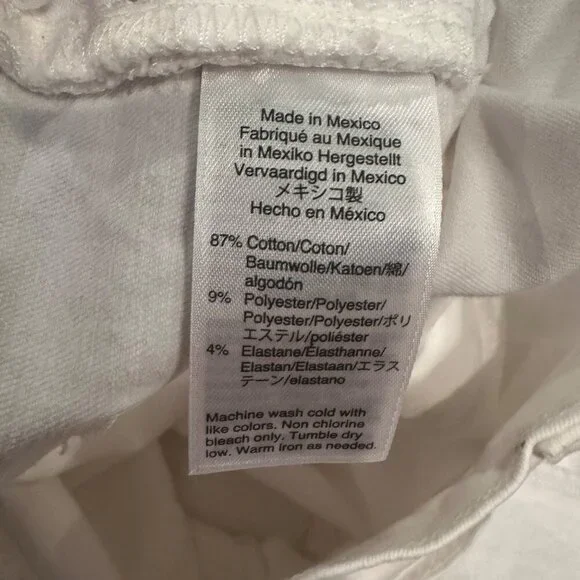 Made in Mexico
Fabriqué au Mexique
in Mexiko Hergestellt
Vervaardigd in Mexico
メキシコ製
Hecho en México
87% Cotton/Coton/
Baumwolle/Katoen/綿/
algodón
9% Polyester/Polyester/
Polyester/Polyester/ポリ
エステル/poliéster
4% Elastane/Élasthanne/
Elastan/Elastaan/エラス
テーン/elastano
Machine wash cold with
like colors. Non chlorine
bleach only. Tumble dry
low. Warm iron as needed.